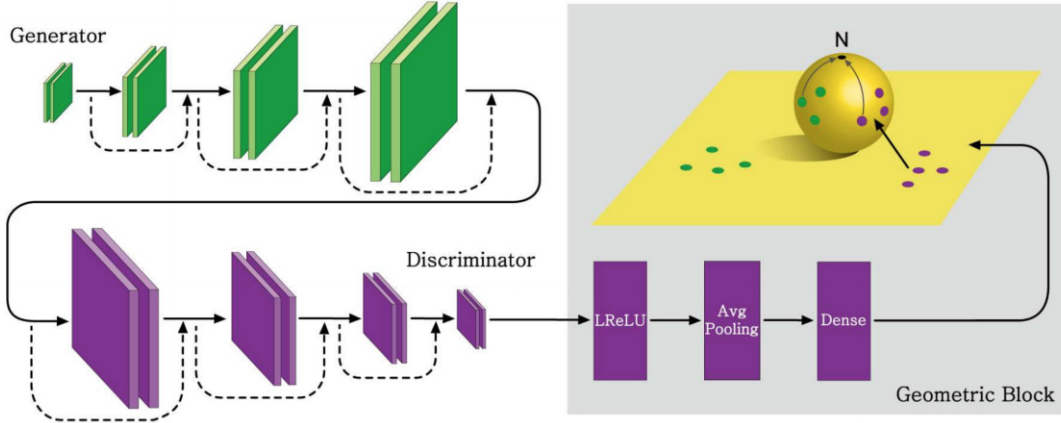 Generator
N
Discriminator
LReLU
Avg
Pooling
Dense
Geometric Block